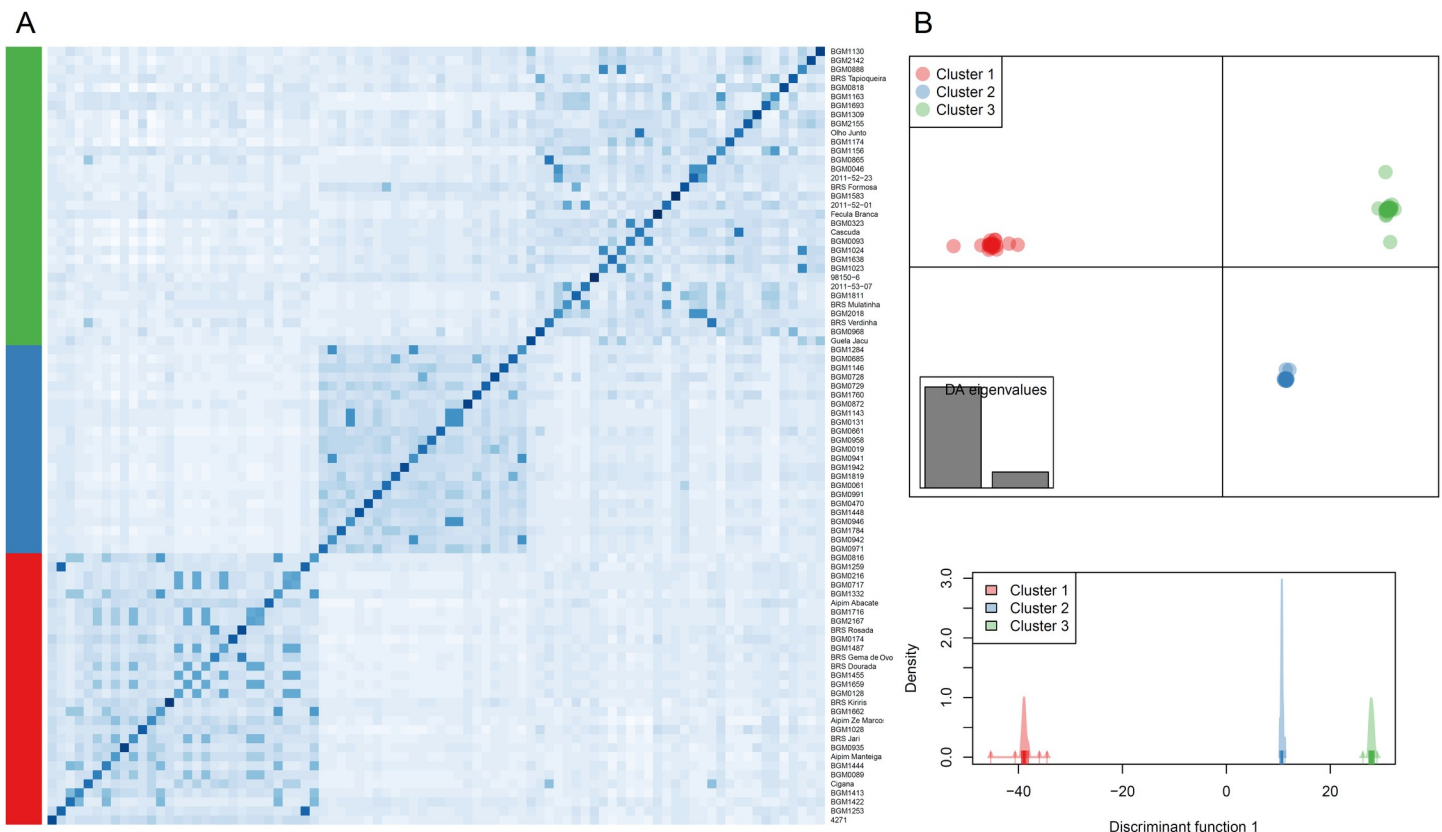 A
BGM1130
BGM2142
BGM0888
BRS Tapioqueira
BGM0818
BGM1163
BGM1693
BGM1309
BGM2155
Olho Junto
BGM1174
BGM1156
BGM0865
BGM0046
2011−52−23
BRS Formosa
BGM1583
2011−52−01
Fecula Branca
BGM0323
Cascuda
BGM0093
BGM1024
BGM1638
BGM1023
98150−6
2011−53−07
BGM1811
BRS Mulatinha
BGM2018
BRS Verdinha
BGM0968
Guela Jacu
BGM1284
BGM0685
BGM1146
BGM0728
BGM0729
BGM1760
BGM0872
BGM1143
BGM0131
BGM0661
BGM0958
BGM0019
BGM0941
BGM1942
BGM1819
BGM0061
BGM0991
BGM0470
BGM1448
BGM0946
BGM1784
BGM0942
BGM0971
BGM0816
BGM1259
BGM0216
BGM0717
BGM1332
Aipim Abacate
BGM1716
BGM2167
BRS Rosada
BGM0174
BGM1487
BRS Gema de Ovo
BRS Dourada
BGM1455
BGM1659
BGM0128
BRS Kiriris
BGM1662
Aipim Ze Marco
BGM1028
BRS Jari
BGM0935
Aipim Manteiga
BGM1444
BGM0089
Cigana
BGM1413
BGM1422
BGM1253
4271
B
Cluster 1
Cluster 2
Cluster 3
DA eigenvalues
Cluster 1
Cluster 2
Cluster 3
Density
3.0
2.0
1.0
0.0
−40
−20
0
20
Discriminant function 1